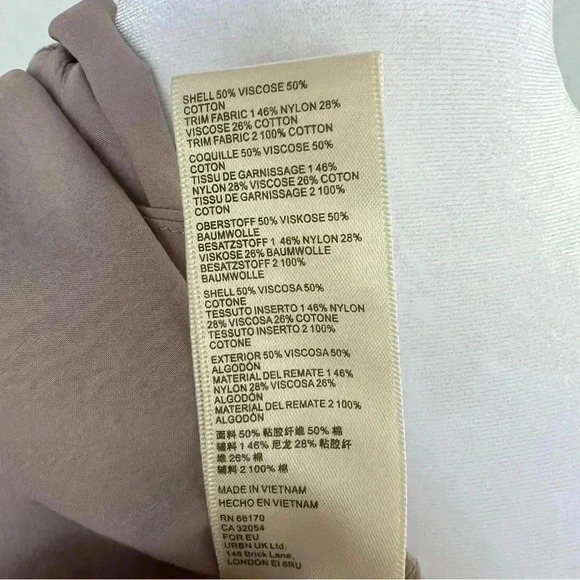 SHELL 50% VISCOSE 50%
COTTON
TRIM FABRIC 1 46% NYLON 28%
VISCOSE 26% COTTON
TRIM FABRIC 2 100% COTTON
COQUILLE 50% VISCOSE 50%
COTON
TISSU DE GARNISSAGE 1 46%
NYLON 28% VISCOSE 26% COTON
TISSU DE GARNISSAGE 2 100%
COTON
OBERSTOFF 50% VISKOSE 50%
BAUMWOLLE
BESATZSTOFF 1 46% NYLON 28%
VISKOSE 26% BAUMWOLLE
BESATZSTOFF 2 100%
BAUMWOLLE
SHELL 50% VISCOSA 50%
COTONE
TESSUTO INSERTO 1 46% NYLON
28% VISCOSA 26% COTONE
TESSUTO INSERTO 2 100%
COTONE
EXTERIOR 50% VISCOSA 50%
ALGODÓN
MATERIAL DEL REMATE 1 46%
NYLON 28% VISCOSA 26%
ALGODÓN
MATERIAL DEL REMATE 2 100%
ALGODÓN
面料 50% 粘胶纤维 50% 棉
辅料 1 46% 尼龙 28% 粘胶纤
维 26% 棉
辅料 2 100% 棉
MADE IN VIETNAM
HECHO EN VIETNAM
RN 66170
CA 32054
FOR EU
URBN UK Ltd.
146 Brick Lane,
LONDON EI 6RU